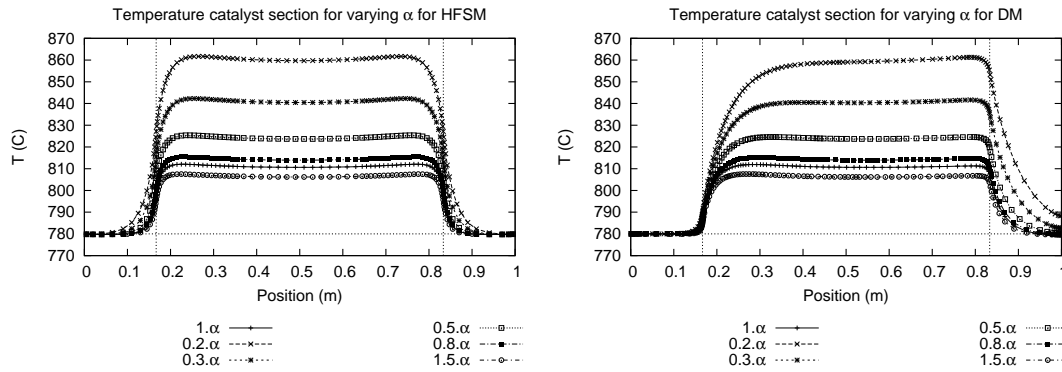 Temperature catalyst section for varying α for HFSM
870
860
850
840
830
820
810
800
790
780
770
T (C)
0 0.1 0.2 0.3 0.4 0.5 0.6 0.7 0.8 0.9 1
Position (m)
1.α 0.5.α
0.2.α 0.8.α
0.3.α 1.5.α
Temperature catalyst section for varying α for DM
870
860
850
840
830
820
810
800
790
780
770
T (C)
0 0.1 0.2 0.3 0.4 0.5 0.6 0.7 0.8 0.9 1
Position (m)
1.α 0.5.α
0.2.α 0.8.α
0.3.α 1.5.α